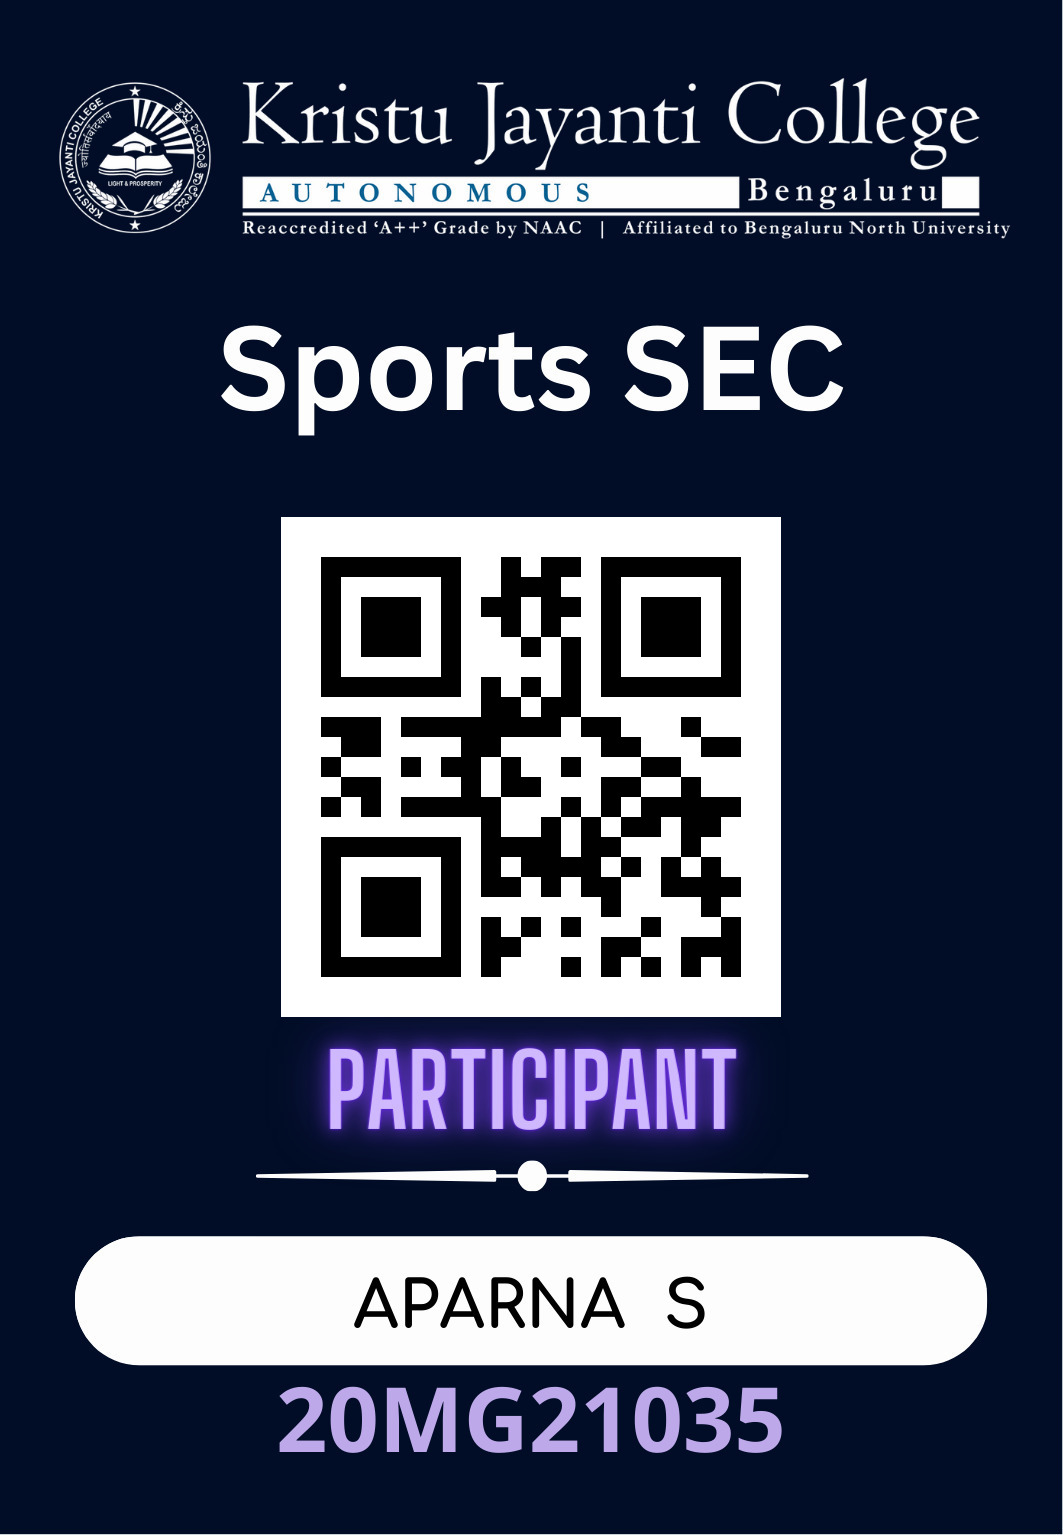 Kristu Jayanti College
AUTONOMOUS Bengaluru
Reaccredited ‘A++’ Grade by NAAC | Affiliated to Bengaluru North University
KRISTU JAYANTI COLLEGE
ಕ್ರಿಸ್ತು ಜಯಂತಿ ಕಾಲೇಜು
LIGHT & PROSPERITY
Sports SEC
PARTICIPANT
APARNA S
20MG21035